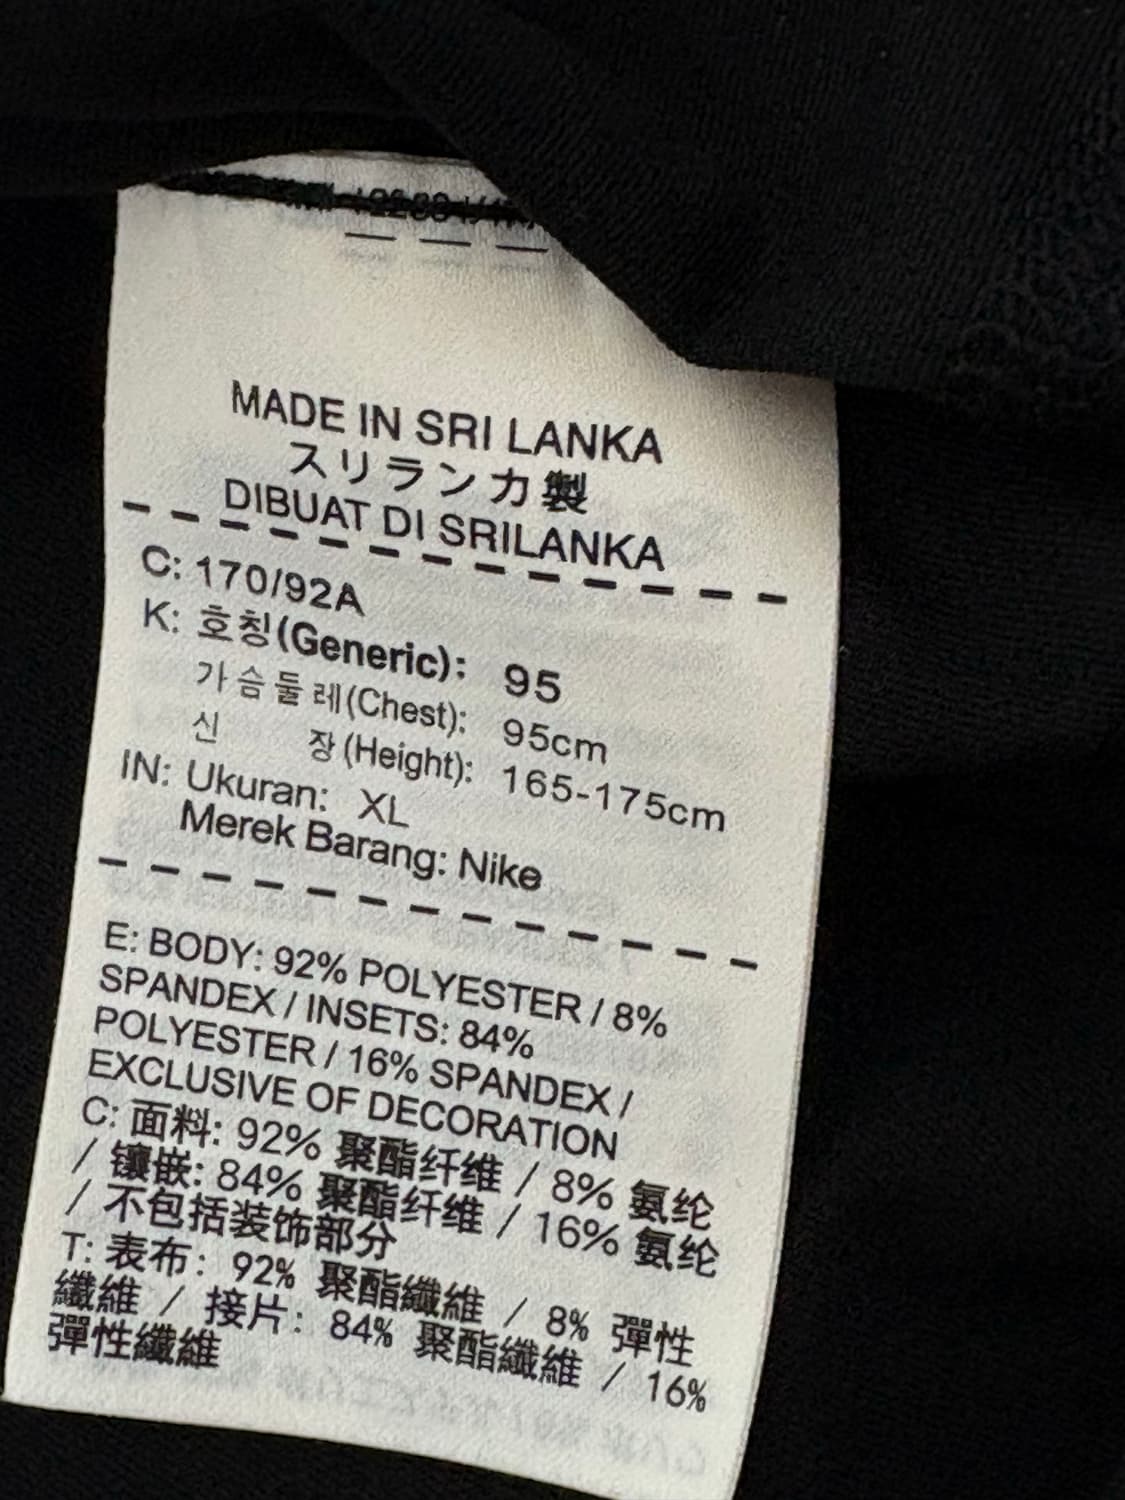 MADE IN SRI LANKA
スリランカ製
DIBUAT DI SRILANKA
C: 170/92A
K: 호칭(Generic): 95
가슴둘레(Chest): 95cm
신 장(Height): 165-175cm
IN: Ukuran: XL
Merek Barang: Nike
E: BODY: 92% POLYESTER / 8%
SPANDEX / INSETS: 84%
POLYESTER / 16% SPANDEX /
EXCLUSIVE OF DECORATION
C: 面料: 92% 聚酯纤维 / 8% 氨纶
/ 镶嵌: 84% 聚酯纤维 / 16% 氨纶
/ 不包括装饰部分
T: 表布: 92% 聚酯纖維 / 8% 彈性
纖維 / 接片: 84% 聚酯纖維 / 16%
彈性纖維